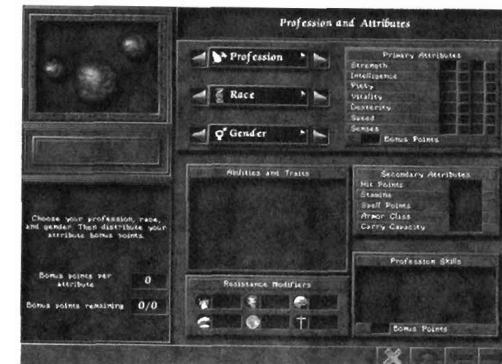 Profession and Attributes
Profession
Race
Gender
Primary Attributes
Strength
Intelligence
Piety
Vitality
Dexterity
Speed
Senses
Bonus Points
Abilities and Traits
Secondary Attributes
Hit Points
Stamina
Spell Points
Armor Class
Carry Capacity
Choose your profession, race,
and gender. Then distribute your
attribute bonus points.
Bonus points per
attribute 0
Bonus points remaining 0/0
Resistance Modifiers
Profession Skills
Bonus Points